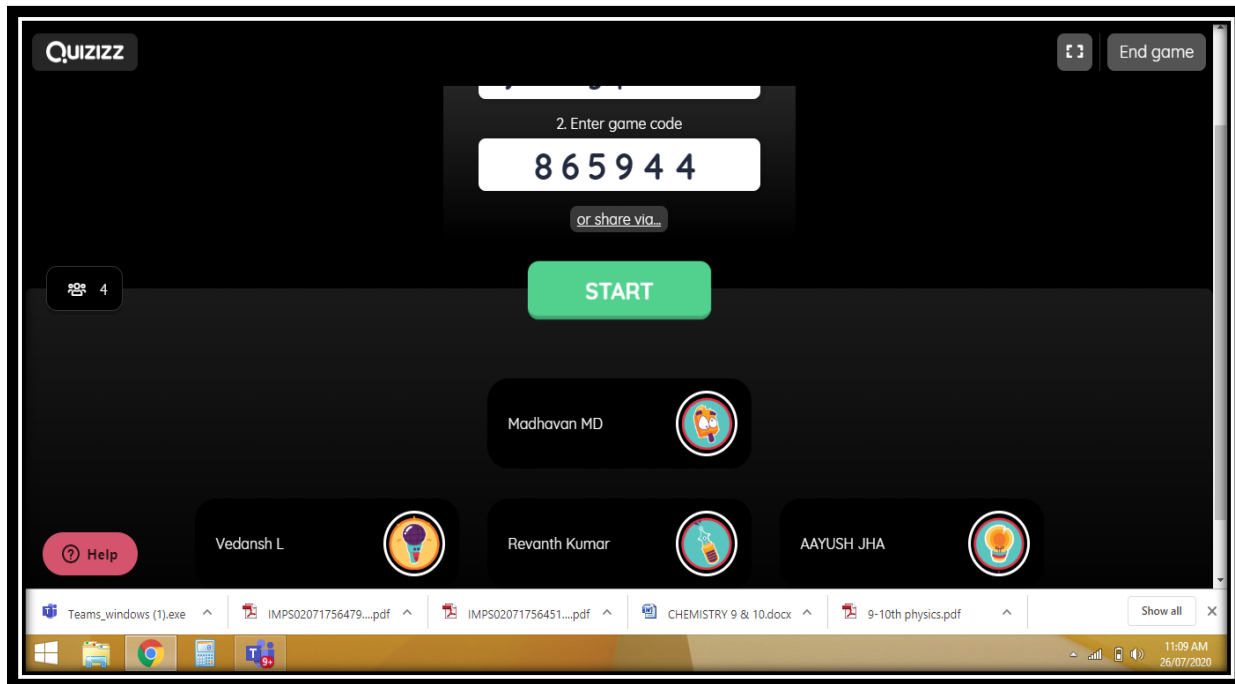 QUIZIZZ
End game
2. Enter game code
865944
or share via...
4
START
Madhavan MD
Vedansh L
Revanth Kumar
AAYUSH JHA
Help
Teams_windows (1).exe
IMPS02071756479....pdf
IMPS02071756451....pdf
CHEMISTRY 9 & 10.docx
9-10th physics.pdf
Show all
9+
11:09 AM
26/07/2020